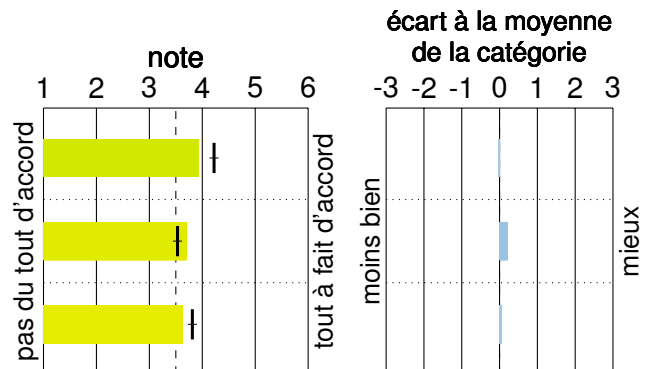 note
1 2 3 4 5 6
pas du tout d'accord
tout à fait d'accord
écart à la moyenne
de la catégorie
-3 -2 -1 0 1 2 3
moins bien
mieux